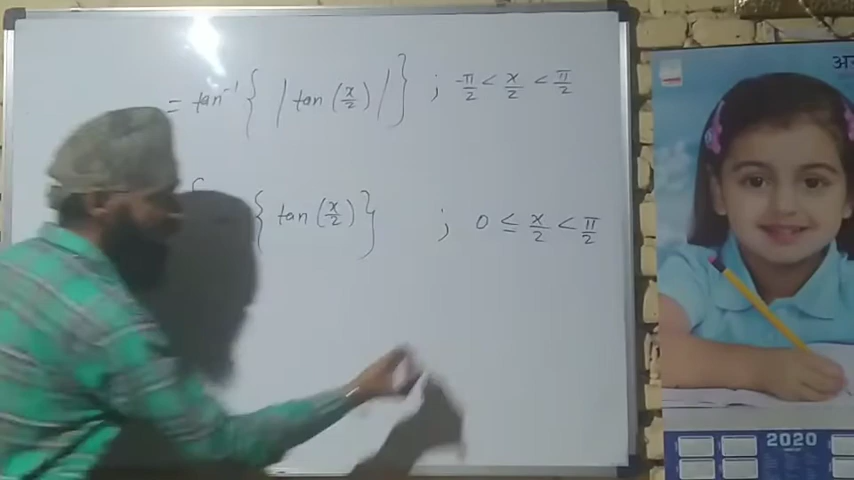 = tan⁻¹ { | tan (x/2) | } ; -π/2 < x/2 < π/2
{ tan (x/2) } ; 0 ≤ x/2 < π/2
2020